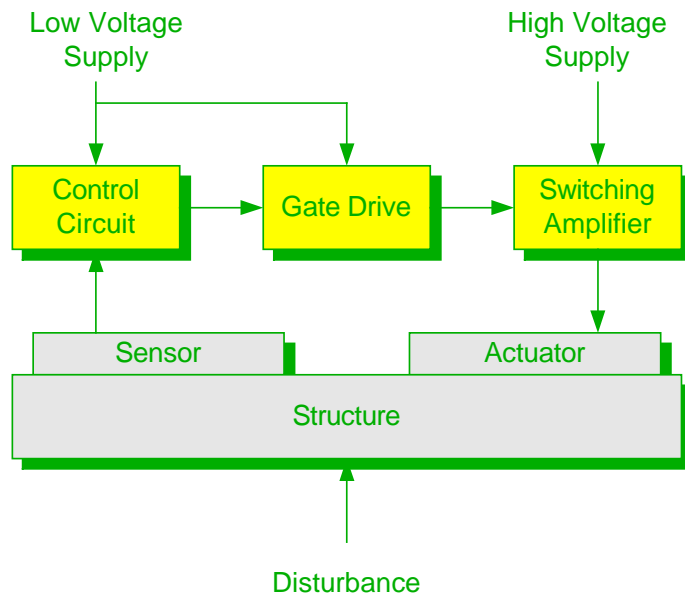 Low Voltage
Supply
High Voltage
Supply
Control
Circuit
Gate Drive
Switching
Amplifier
Sensor
Actuator
Structure
Disturbance